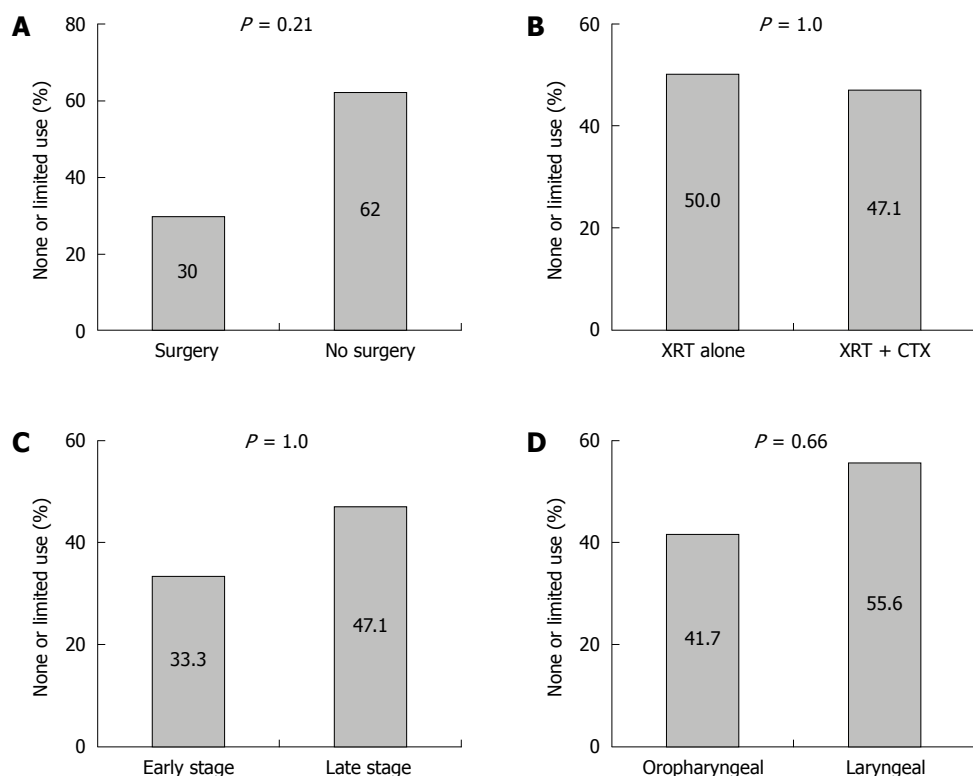 A
P = 0.21
None or limited use (%)
80
60
40
20
0
30
62
Surgery
No surgery
B
P = 1.0
None or limited use (%)
60
40
20
0
50.0
47.1
XRT alone
XRT + CTX
C
P = 1.0
None or limited use (%)
60
40
20
0
33.3
47.1
Early stage
Late stage
D
P = 0.66
None or limited use (%)
60
40
20
0
41.7
55.6
Oropharyngeal
Laryngeal